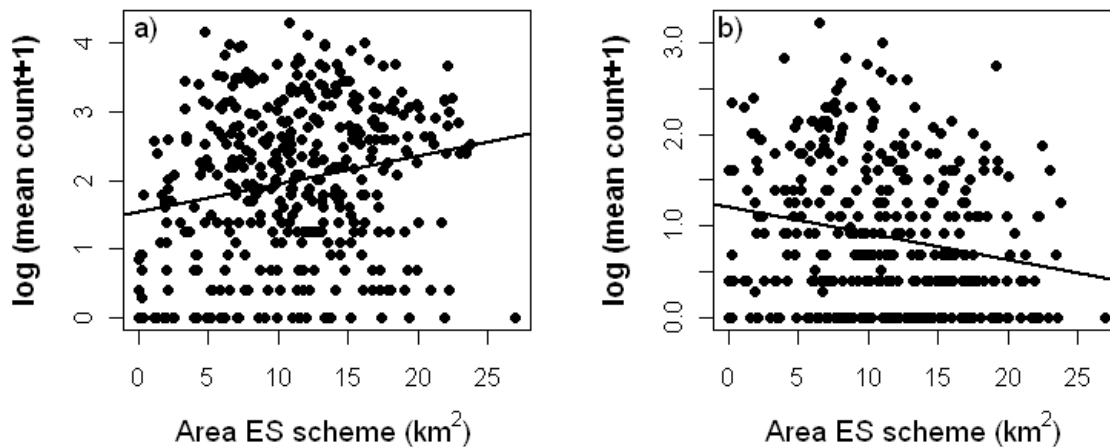 a)
log (mean count+1)
4
3
2
1
0
0 5 10 15 20 25
Area ES scheme (km²)
b)
log (mean count+1)
3.0
2.0
1.0
0.0
0 5 10 15 20 25
Area ES scheme (km²)